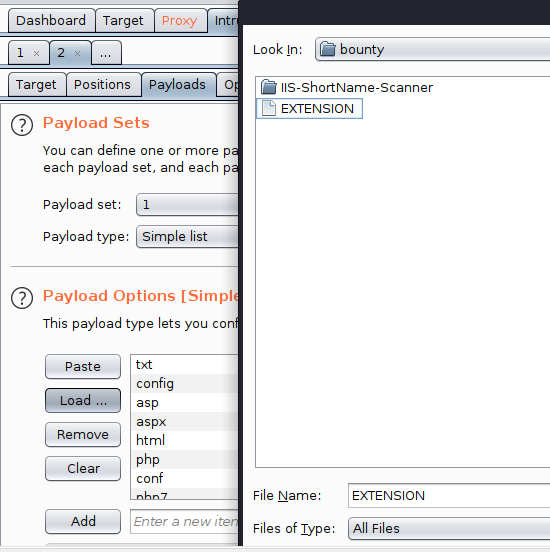 Dashboard Target Proxy Intr
1 × 2 × ...
Target Positions Payloads Op
? Payload Sets
You can define one or more pa
each payload set, and each pa
Payload set: 1
Payload type: Simple list
? Payload Options [Simple
This payload type lets you conf
Paste
Load ...
Remove
Clear
txt
config
asp
aspx
html
php
conf
php7
Add Enter a new iten
Look In: bounty
IIS-ShortName-Scanner
EXTENSION
File Name: EXTENSION
Files of Type: All Files